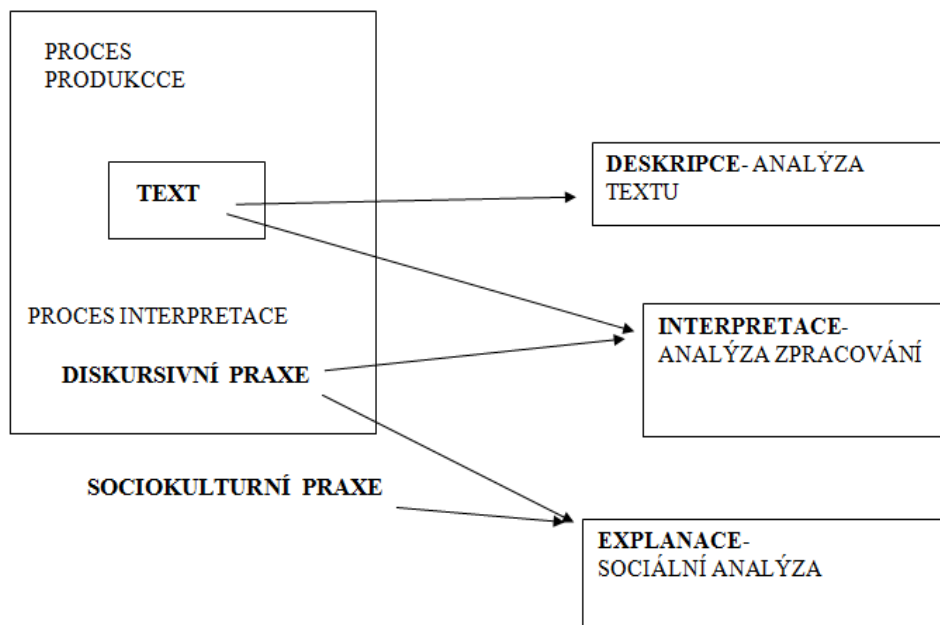 PROCES
PRODUKCCE
TEXT
PROCES INTERPRETACE
DISKURSIVNÍ PRAXE
SOCIOKULTURNÍ PRAXE
DESKRIPCE- ANALÝZA
TEXTU
INTERPRETACE-
ANALÝZA ZPRACOVÁNÍ
EXPLANACE-
SOCIÁLNÍ ANALÝZA